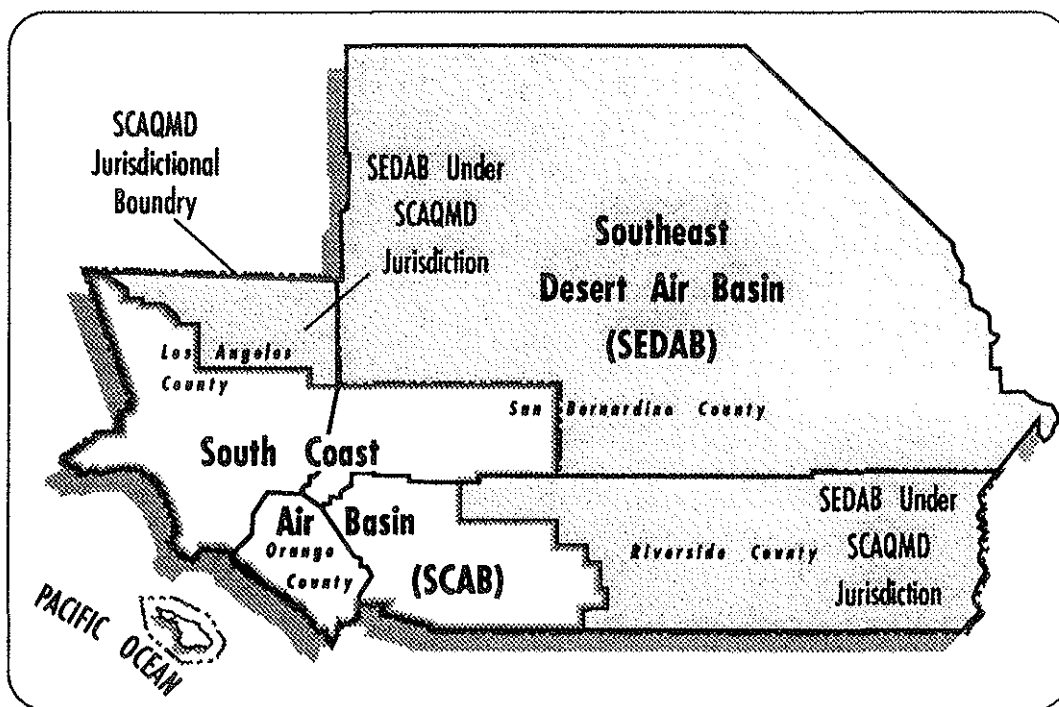 SCAQMD
Jurisdictional
Boundry
SEDAB Under
SCAQMD
Jurisdiction
Southeast
Desert Air Basin
(SEDAB)
Los Angeles
County
San Bernardino County
South Coast
Air Basin
(SCAB)
Orange
County
Riverside County
SEDAB Under
SCAQMD
Jurisdiction
PACIFIC
OCEAN